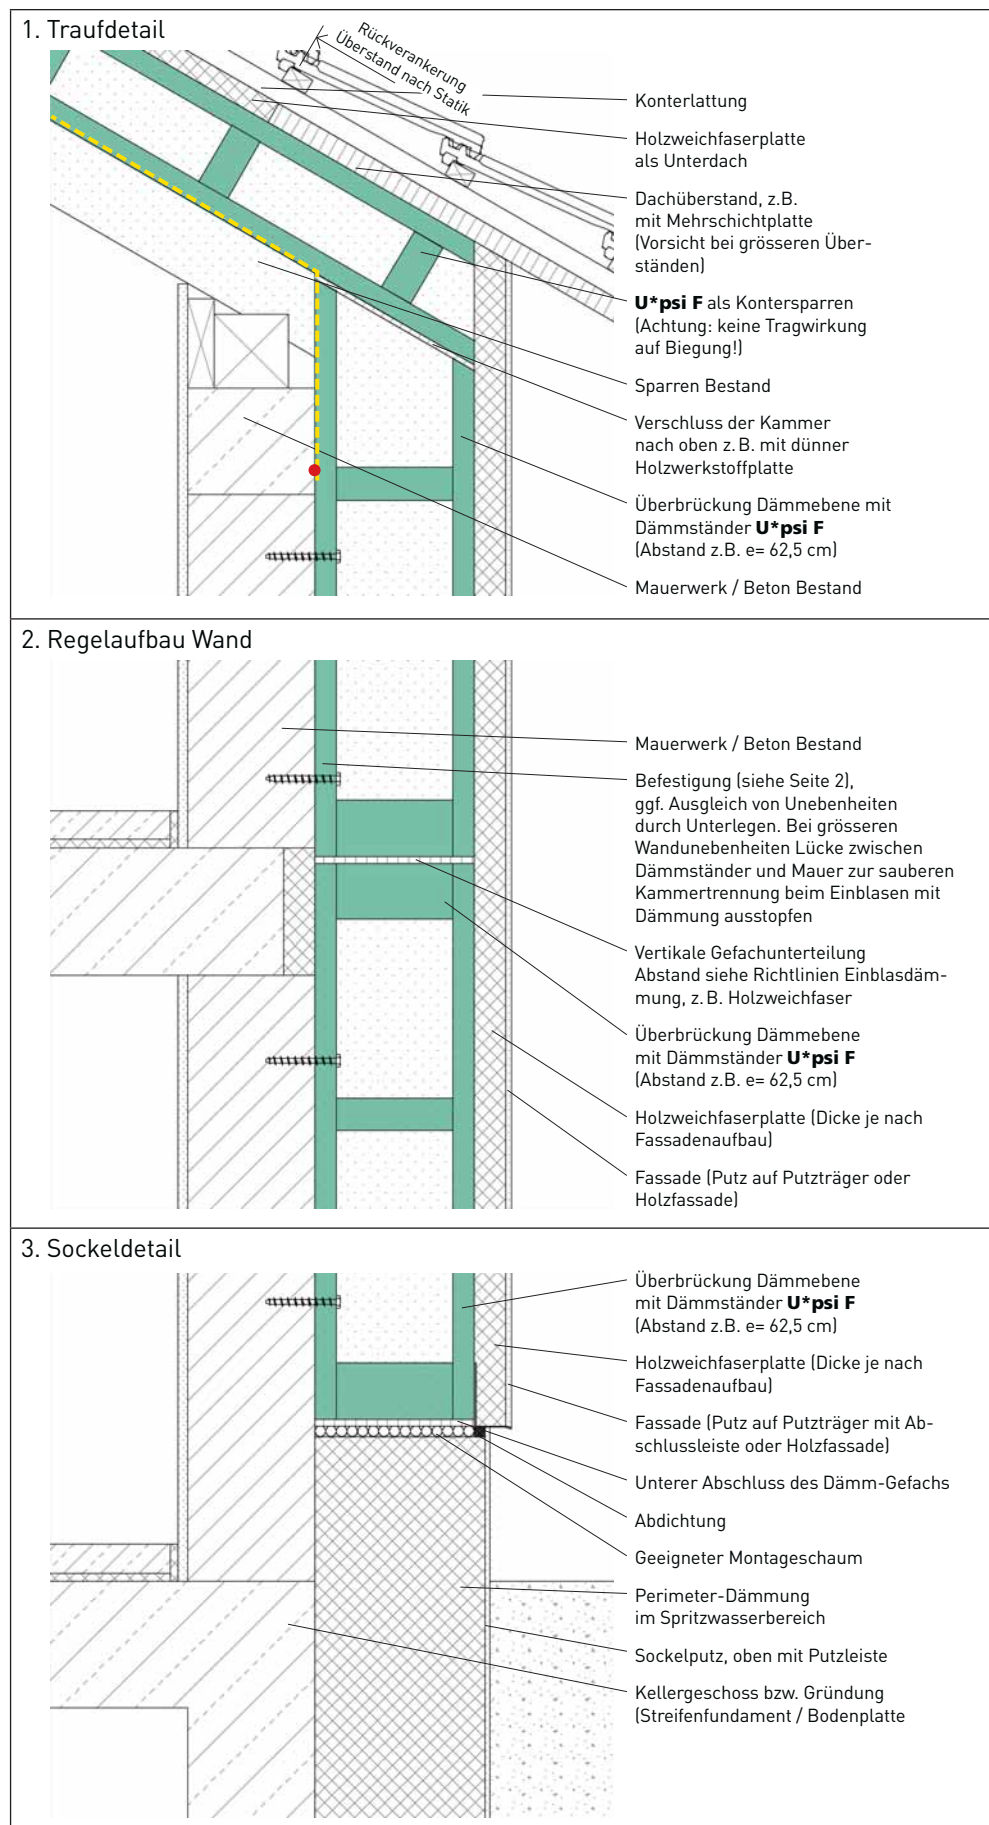 1. Traufdetail
Rückverankerung
Überstand nach Statik
Konterlattung
Holzweichfaserplatte
als Unterdach
Dachüberstand, z.B.
mit Mehrschichtplatte
(Vorsicht bei grösseren Über-
ständen)
U*psi F als Kontersparren
(Achtung: keine Tragwirkung
auf Biegung!)
Sparren Bestand
Verschluss der Kammer
nach oben z. B. mit dünner
Holzwerkstoffplatte
Überbrückung Dämmebene mit
Dämmständer U*psi F
(Abstand z.B. e= 62,5 cm)
Mauerwerk / Beton Bestand
2. Regelaufbau Wand
Mauerwerk / Beton Bestand
Befestigung (siehe Seite 2),
ggf. Ausgleich von Unebenheiten
durch Unterlegen. Bei grösseren
Wandunebenheiten Lücke zwischen
Dämmständer und Mauer zur sauberen
Kammertrennung beim Einblasen mit
Dämmung ausstopfen
Vertikale Gefachunterteilung
Abstand siehe Richtlinien Einblasdäm-
mung, z. B. Holzweichfaser
Überbrückung Dämmebene
mit Dämmständer U*psi F
(Abstand z.B. e= 62,5 cm)
Holzweichfaserplatte (Dicke je nach
Fassadenaufbau)
Fassade (Putz auf Putzträger oder
Holzfassade)
3. Sockeldetail
Überbrückung Dämmebene
mit Dämmständer U*psi F
(Abstand z.B. e= 62,5 cm)
Holzweichfaserplatte (Dicke je nach
Fassadenaufbau)
Fassade (Putz auf Putzträger mit Ab-
schlussleiste oder Holzfassade)
Unterer Abschluss des Dämm-Gefachs
Abdichtung
Geeigneter Montageschaum
Perimeter-Dämmung
im Spritzwasserbereich
Sockelputz, oben mit Putzleiste
Kellergeschoss bzw. Gründung
(Streifenfundament / Bodenplatte